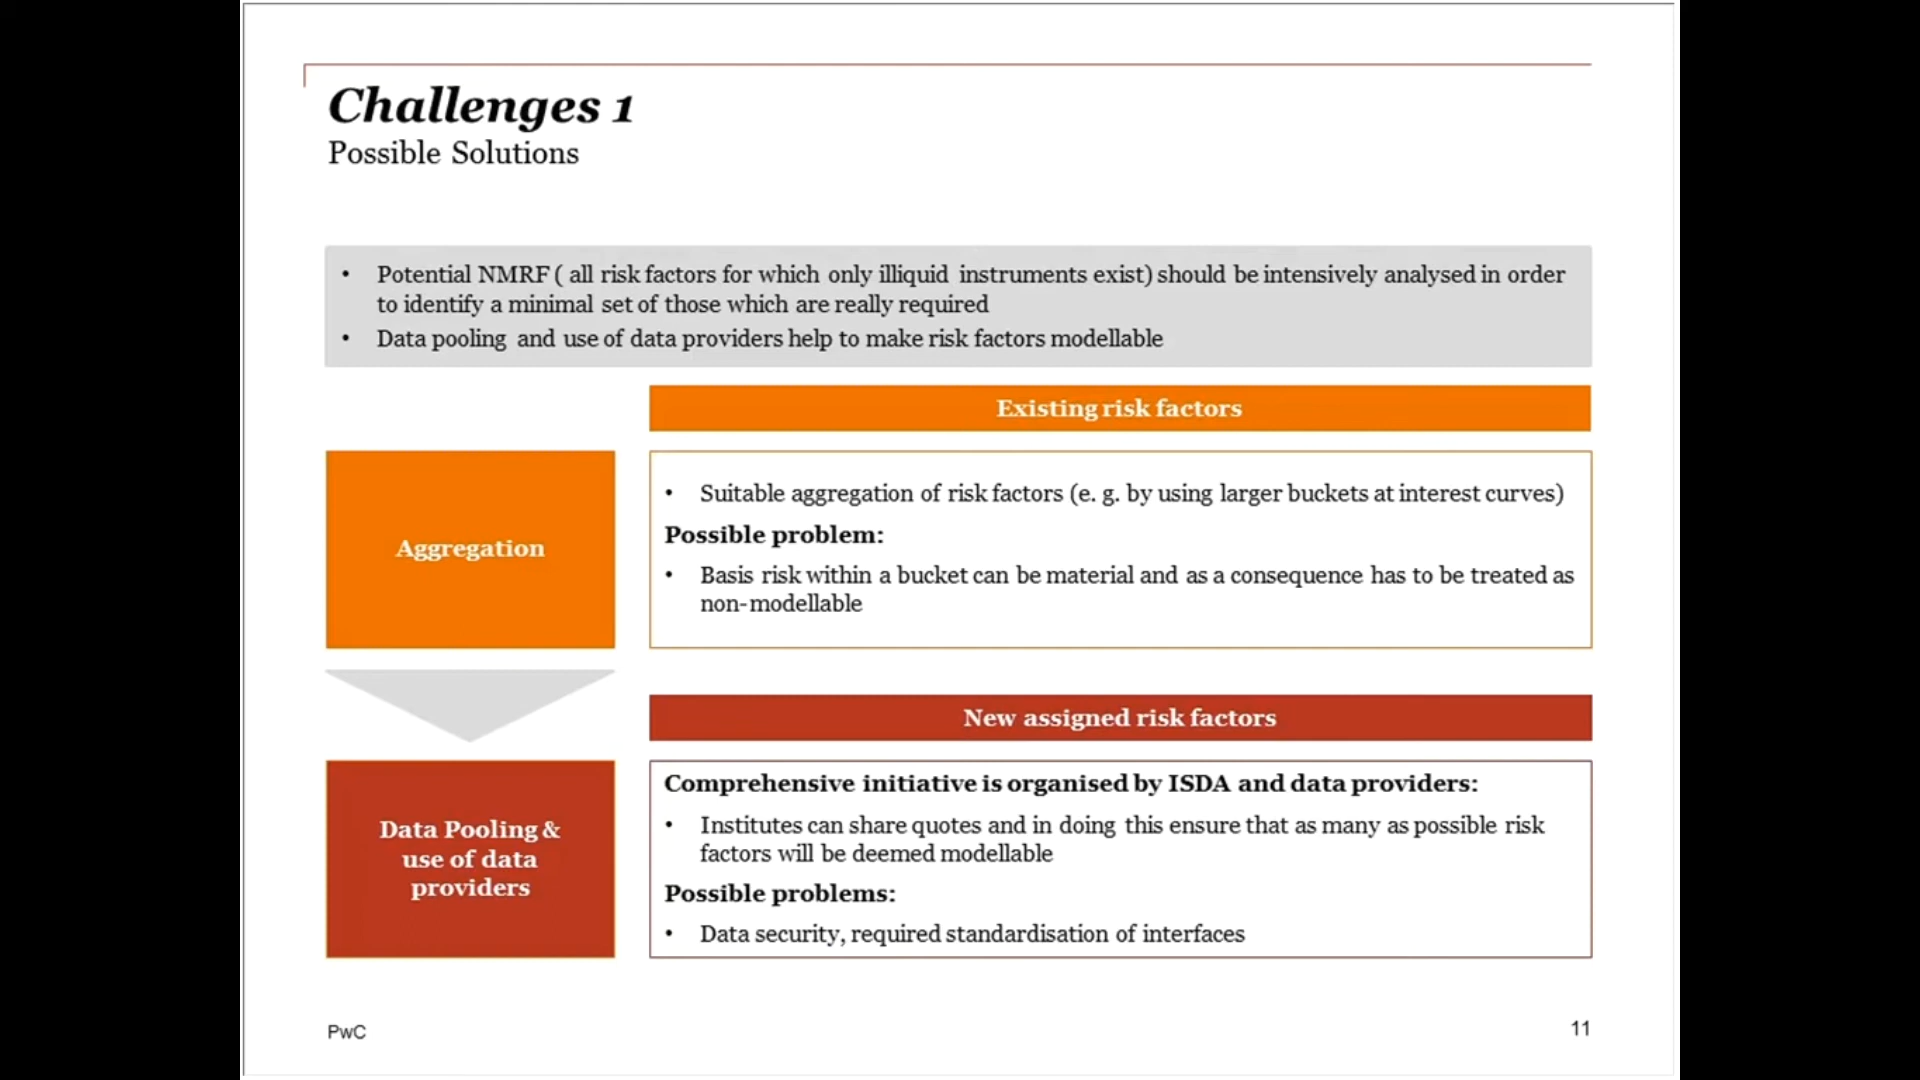 Challenges 1
Possible Solutions
• Potential NMRF ( all risk factors for which only illiquid instruments exist) should be intensively analysed in order
to identify a minimal set of those which are really required
• Data pooling and use of data providers help to make risk factors modellable
Existing risk factors
Aggregation
• Suitable aggregation of risk factors (e. g. by using larger buckets at interest curves)
Possible problem:
• Basis risk within a bucket can be material and as a consequence has to be treated as
non-modellable
New assigned risk factors
Data Pooling &
use of data
providers
Comprehensive initiative is organised by ISDA and data providers:
• Institutes can share quotes and in doing this ensure that as many as possible risk
factors will be deemed modellable
Possible problems:
• Data security, required standardisation of interfaces
PwC
11